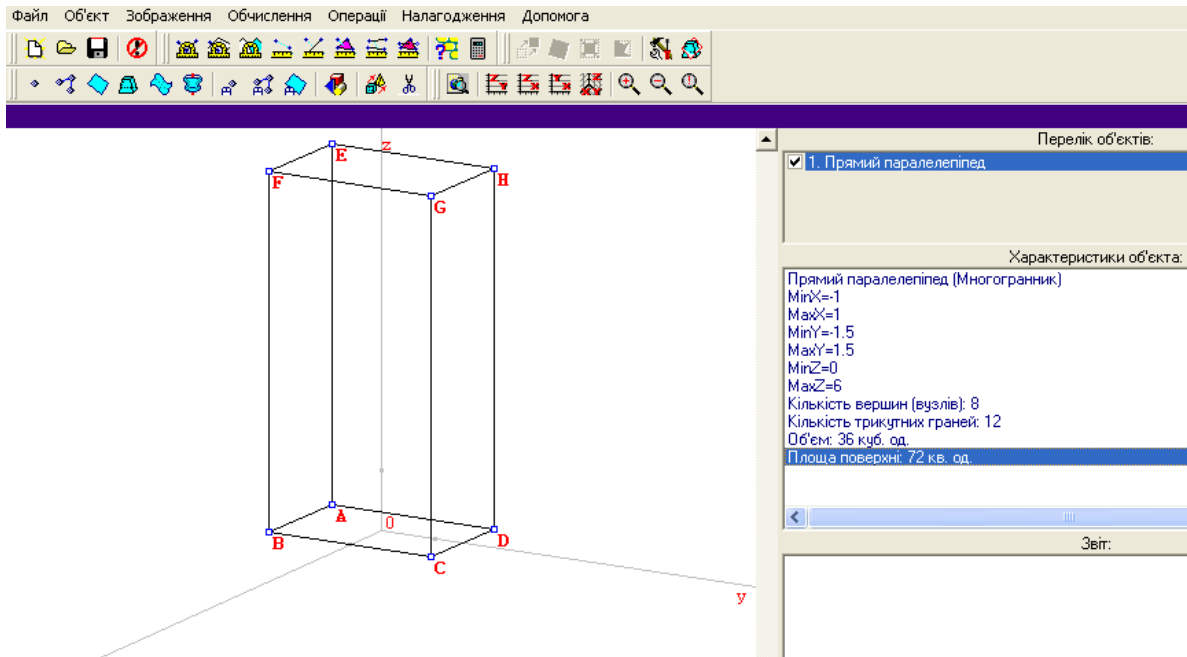 Файл Об'єкт Зображення Обчислення Операції Налагодження Допомога
Перелік об'єктів:
1. Прямий паралелепіпед
Характеристики об'єкта:
Прямий паралелепіпед (Многогранник)
MinX=-1
MaxX=1
MinY=-1.5
MaxY=1.5
MinZ=0
MaxZ=6
Кількість вершин (вузлів): 8
Кількість трикутних граней: 12
Об'єм: 36 куб. од.
Площа поверхні: 72 кв. од.
Звіт:
E z
F H
G
A 0
B D
C
y